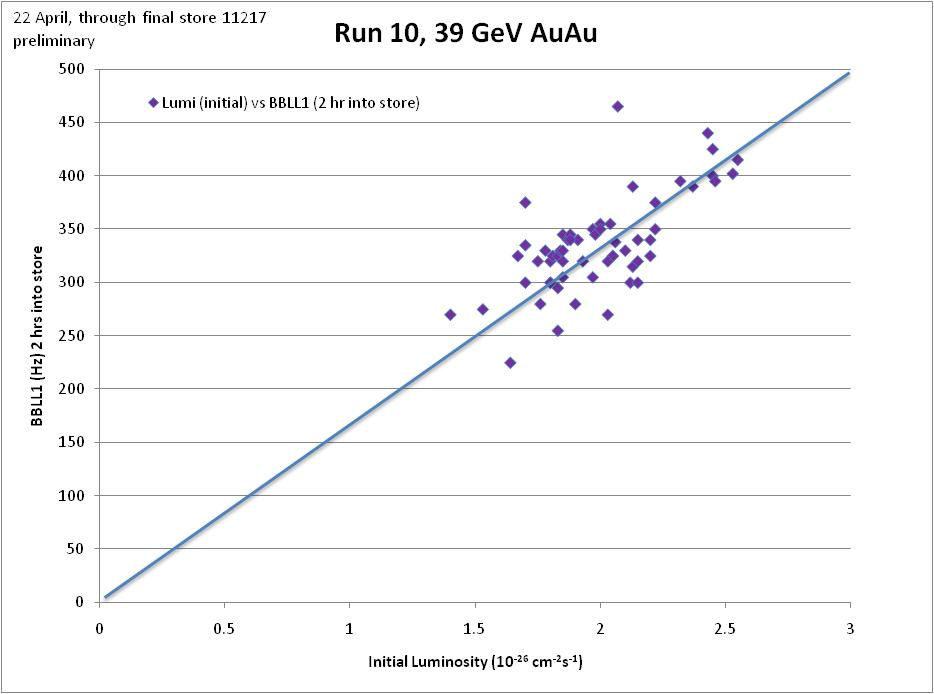 22 April, through final store 11217
preliminary
Run 10, 39 GeV AuAu
BBLL1 (Hz) 2 hrs into store
500
450
400
350
300
250
200
150
100
50
0
Lumi (initial) vs BBLL1 (2 hr into store)
0 0.5 1 1.5 2 2.5 3
Initial Luminosity (10⁻²⁶ cm⁻²s⁻¹)